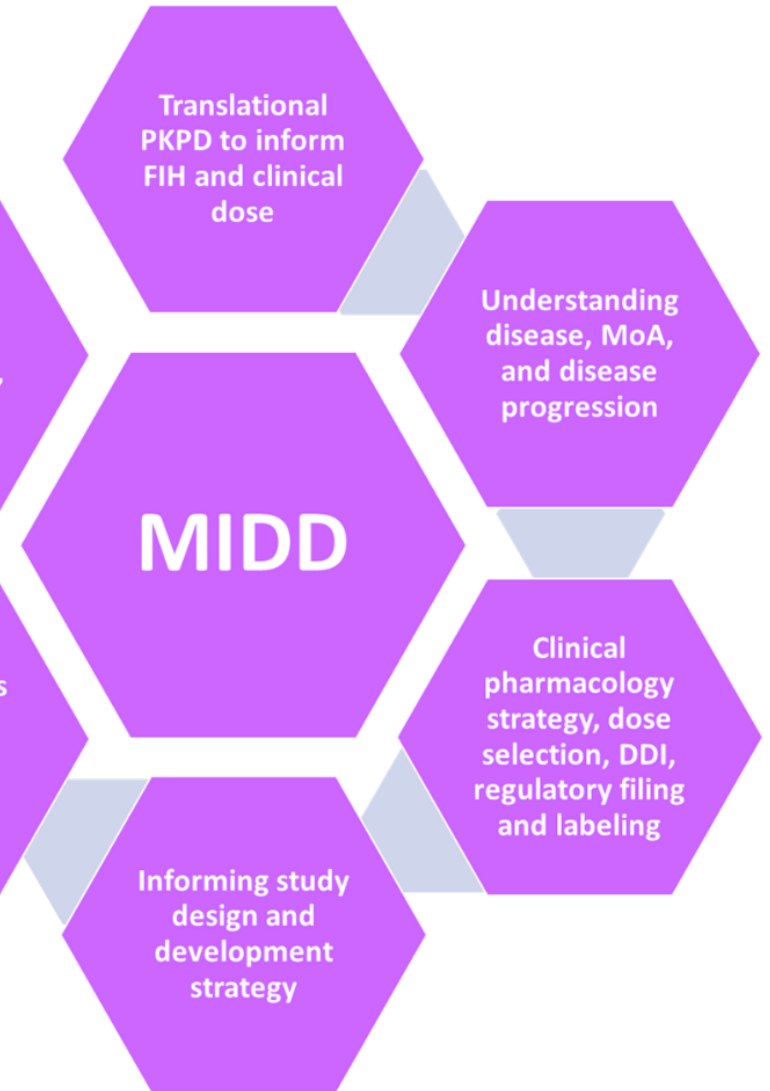 Translational
PKPD to inform
FIH and clinical
dose
Understanding
disease, MoA,
and disease
progression
MIDD
Clinical
pharmacology
strategy, dose
selection, DDI,
regulatory filing
and labeling
Informing study
design and
development
strategy